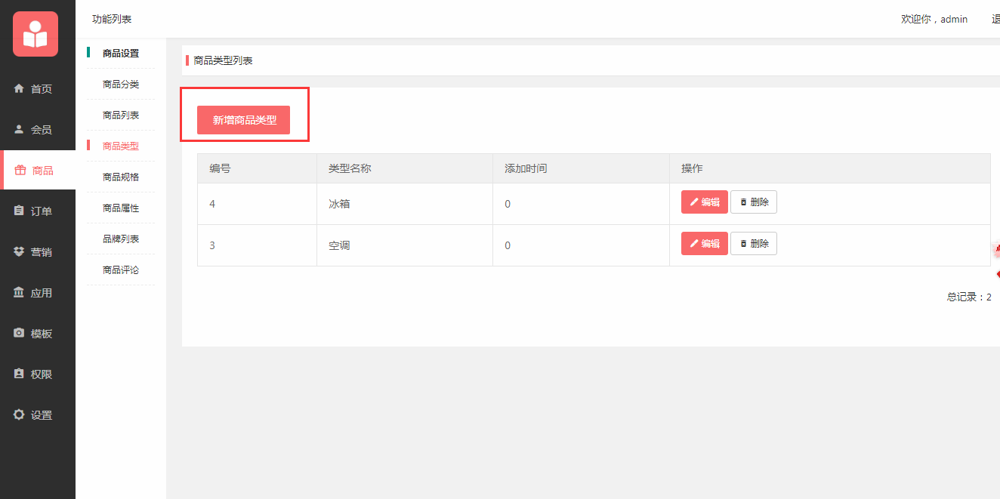 功能列表
欢迎你，admin
首页
会员
商品
订单
营销
应用
模板
权限
设置
商品设置
商品分类
商品列表
商品类型
商品规格
商品属性
品牌列表
商品评论
商品类型列表
新增商品类型
编号 类型名称 添加时间 操作
4 冰箱 0 编辑 删除
3 空调 0 编辑 删除
总记录：2